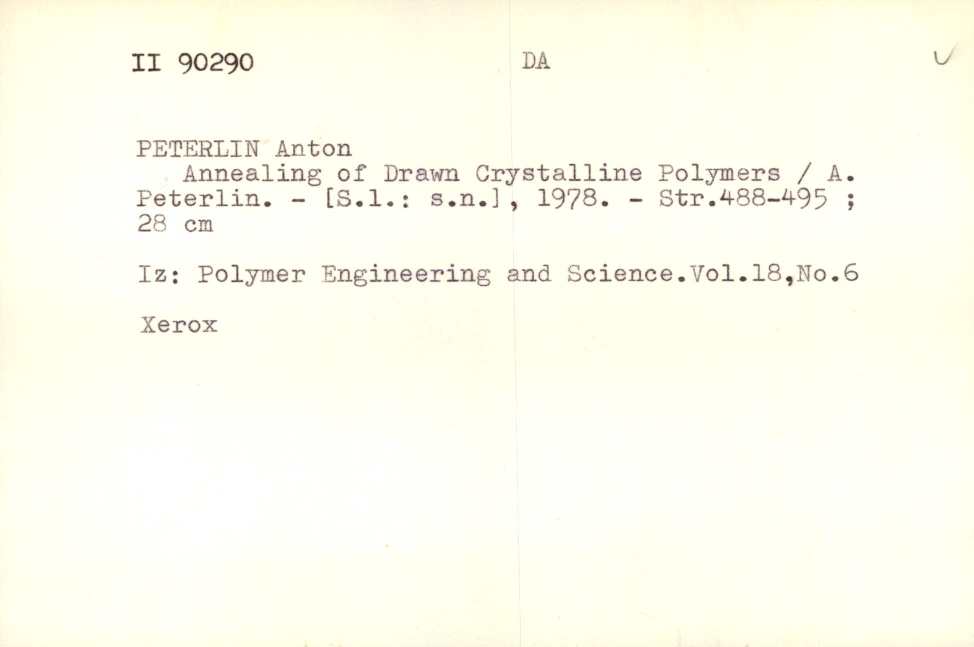 II 90290 DA
PETERLIN Anton
Annealing of Drawn Crystalline Polymers / A.
Peterlin. - [S.l.: s.n.], 1978. - Str.488-495 ;
28 cm
Iz: Polymer Engineering and Science.Vol.18,No.6
Xerox